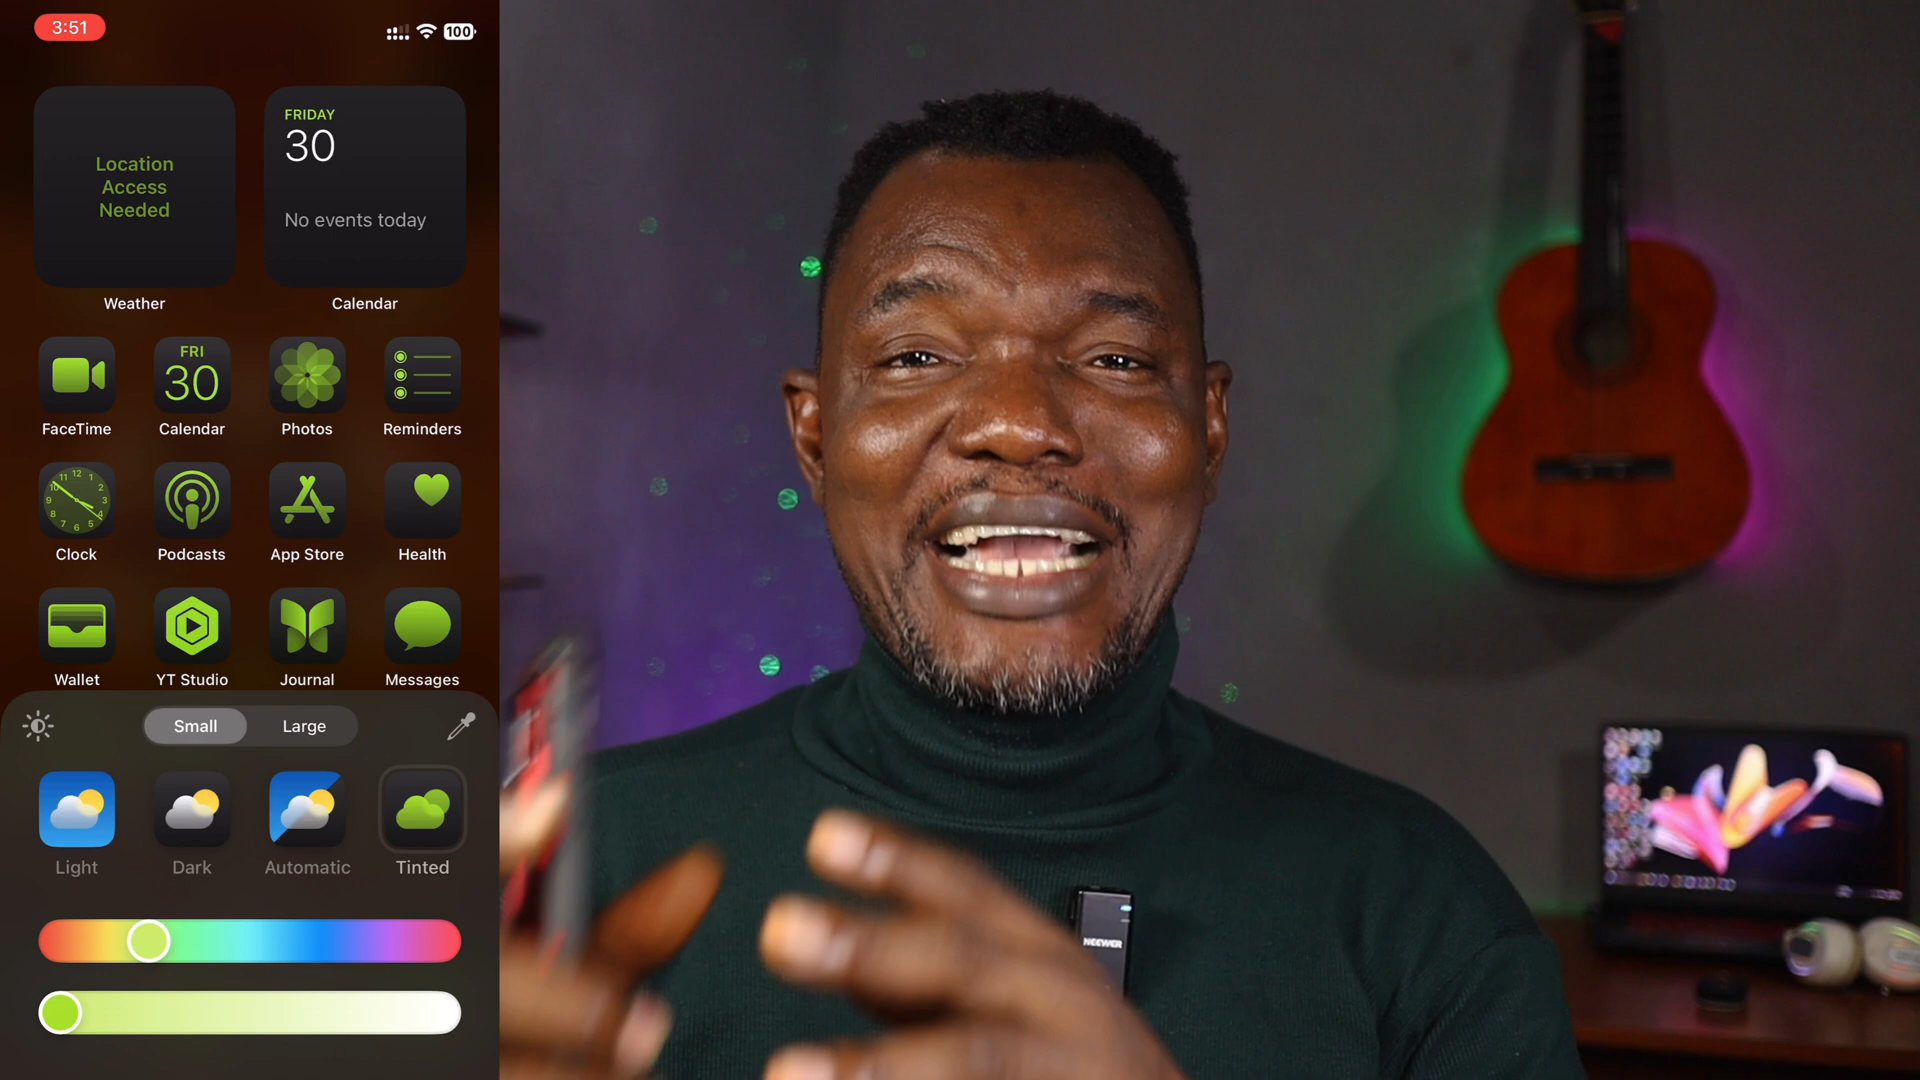 3:51
100
Location
Access
Needed
FRIDAY
30
No events today
Weather
Calendar
FRI
30
FaceTime
Calendar
Photos
Reminders
Clock
Podcasts
App Store
Health
Wallet
YT Studio
Journal
Messages
Small
Large
Light
Dark
Automatic
Tinted
NEEWER